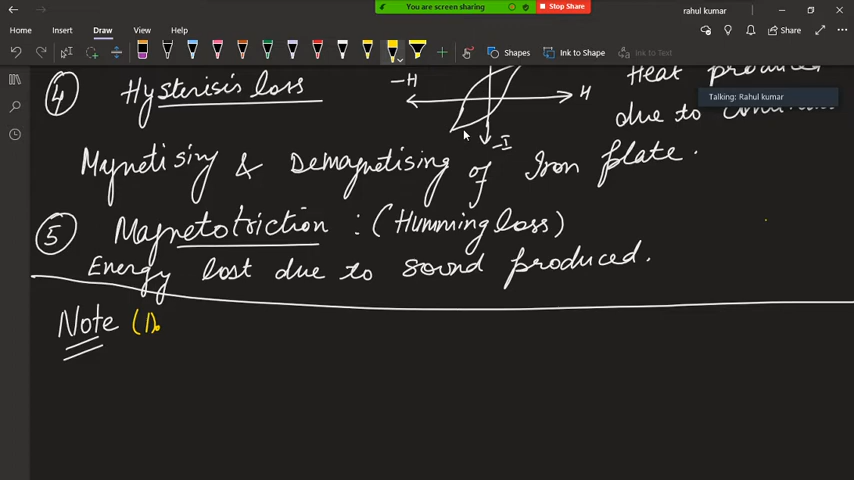 You are screen sharing
Stop Share
rahul kumar
Home Insert Draw View Help
Share
Shapes Ink to Shape Ink to Text
-H H
Heat produced
Talking: Rahul kumar
④ Hysterisis loss
due to
-I
Mgnetising & Demagnetising of Iron plate.
⑤ Magnetotriction : (Humming loss)
Energy lost due to sound produced.
Note (1).